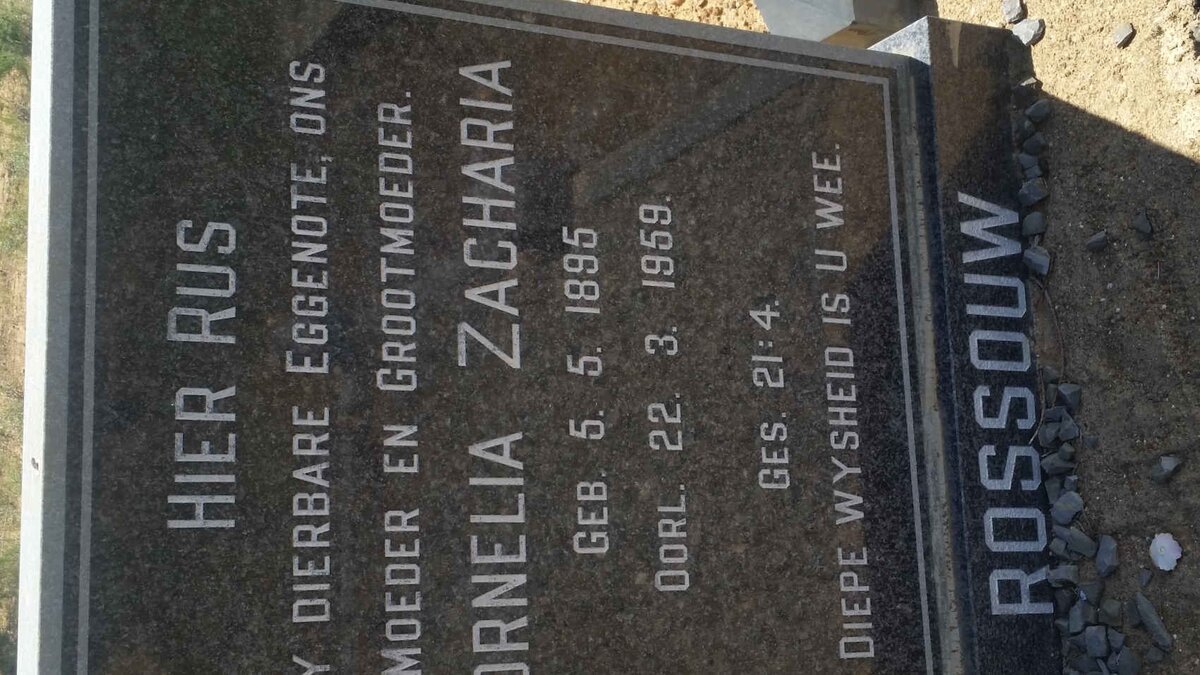 HIER RUS
Y DIERBARE EGGENOTE, ONS
MOEDER EN GROOTMOEDER.
ORNELIA ZACHARIA
GEB. 5. 5. 1895
OORL. 22. 3. 1959.
GES. 21:4.
DIEPE WYSHEID IS U WEE.
ROSSOUW